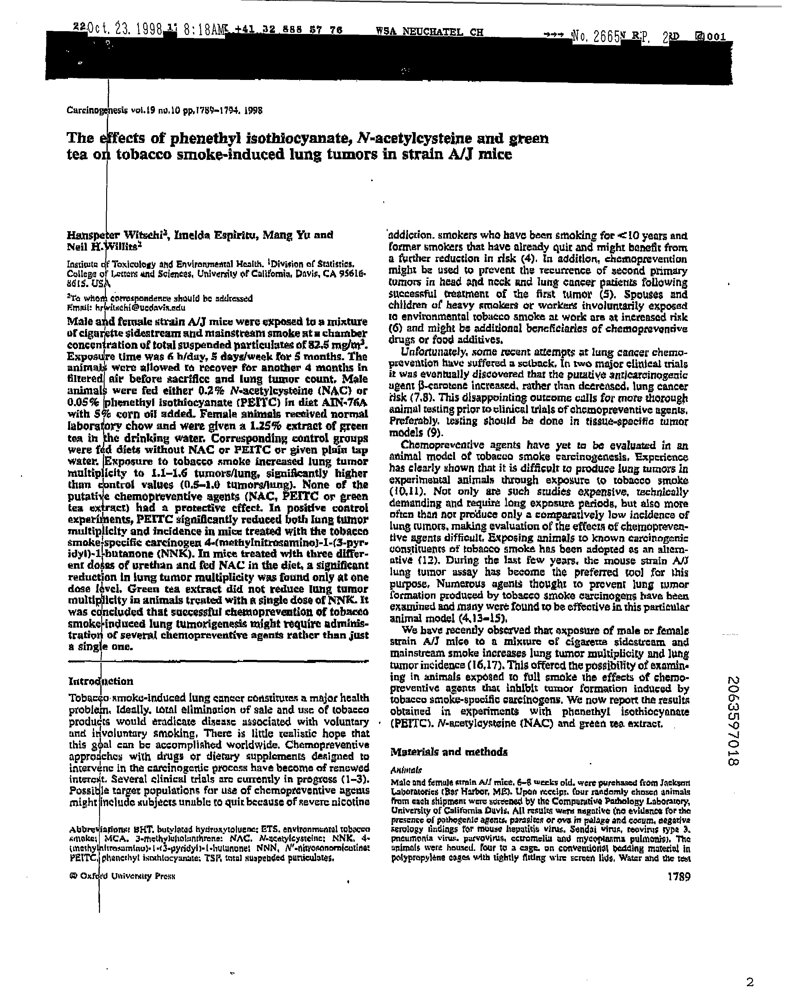 22Oct. 23. 1998 11 8:18AM +41 32 888 57 76 WSA NEUCHATEL CH No. 2665 P. 2 001
Carcinogenesis vol.19 no.10 pp.1789–1794, 1998
The effects of phenethyl isothiocyanate, N-acetylcysteine and green
tea on tobacco smoke-induced lung tumors in strain A/J mice
Hanspeter Witschi², Imelda Espiritu, Mang Yu and
Neil H.Willits²
Institute of Toxicology and Environmental Health, ¹Division of Statistics,
College of Letters and Sciences, University of California, Davis, CA 95616-
8615, USA
²To whom correspondence should be addressed
Email: hrwitschi@ucdavis.edu
Male and female strain A/J mice were exposed to a mixture
of cigarette sidestream and mainstream smoke at a chamber
concentration of total suspended particulates of 82.5 mg/m³.
Exposure time was 6 h/day, 5 days/week for 5 months. The
animals were allowed to recover for another 4 months in
filtered air before sacrifice and lung tumor count. Male
animals were fed either 0.2% N-acetylcysteine (NAC) or
0.05% phenethyl isothiocyanate (PEITC) in diet AIN-76A
with 5% corn oil added. Female animals received normal
laboratory chow and were given a 1.25% extract of green
tea in the drinking water. Corresponding control groups
were fed diets without NAC or PEITC or given plain tap
water. Exposure to tobacco smoke increased lung tumor
multiplicity to 1.1–1.6 tumors/lung, significantly higher
than control values (0.5–1.0 tumors/lung). None of the
putative chemopreventive agents (NAC, PEITC or green
tea extract) had a protective effect. In positive control
experiments, PEITC significantly reduced both lung tumor
multiplicity and incidence in mice treated with the tobacco
smoke-specific carcinogen 4-(methylnitrosamino)-1-(3-pyr-
idyl)-1-butanone (NNK). In mice treated with three differ-
ent doses of urethan and fed NAC in the diet, a significant
reduction in lung tumor multiplicity was found only at one
dose level. Green tea extract did not reduce lung tumor
multiplicity in animals treated with a single dose of NNK. It
was concluded that successful chemoprevention of tobacco
smoke-induced lung tumorigenesis might require adminis-
tration of several chemopreventive agents rather than just
a single one.
Introduction
Tobacco smoke-induced lung cancer constitutes a major health
problem. Ideally, total elimination of sale and use of tobacco
products would eradicate disease associated with voluntary
and involuntary smoking. There is little realistic hope that
this goal can be accomplished worldwide. Chemopreventive
approaches with drugs or dietary supplements designed to
intervene in the carcinogenic process have become of renewed
interest. Several clinical trials are currently in progress (1–3).
Possible target populations for use of chemopreventive agents
might include subjects unable to quit because of severe nicotine
Abbreviations: BHT, butylated hydroxytoluene; ETS, environmental tobacco
smoke; MCA, 3-methylcholanthrene; NAC, N-acetylcysteine; NNK, 4-
(methylnitrosamino)-1-(3-pyridyl)-1-butanone; NNN, N'-nitrosonornicotine;
PEITC, phenethyl isothiocyanate; TSP, total suspended particulates.
© Oxford University Press
addiction, smokers who have been smoking for <10 years and
former smokers that have already quit and might benefit from
a further reduction in risk (4). In addition, chemoprevention
might be used to prevent the recurrence of second primary
tumors in head and neck and lung cancer patients following
successful treatment of the first tumor (5). Spouses and
children of heavy smokers or workers involuntarily exposed
to environmental tobacco smoke at work are at increased risk
(6) and might be additional beneficiaries of chemopreventive
drugs or food additives.
Unfortunately, some recent attempts at lung cancer chemo-
prevention have suffered a setback. In two major clinical trials
it was eventually discovered that the putative anticarcinogenic
agent β-carotene increased, rather than decreased, lung cancer
risk (7,8). This disappointing outcome calls for more thorough
animal testing prior to clinical trials of chemopreventive agents.
Preferably, testing should be done in tissue-specific tumor
models (9).
Chemopreventive agents have yet to be evaluated in an
animal model of tobacco smoke carcinogenesis. Experience
has clearly shown that it is difficult to produce lung tumors in
experimental animals through exposure to tobacco smoke
(10,11). Not only are such studies expensive, technically
demanding and require long exposure periods, but also more
often than not produce only a comparatively low incidence of
lung tumors, making evaluation of the effects of chemopreven-
tive agents difficult. Exposing animals to known carcinogenic
constituents of tobacco smoke has been adopted as an altern-
ative (12). During the last few years, the mouse strain A/J
lung tumor assay has become the preferred tool for this
purpose. Numerous agents thought to prevent lung tumor
formation produced by tobacco smoke carcinogens have been
examined and many were found to be effective in this particular
animal model (4,13–15).
We have recently observed that exposure of male or female
strain A/J mice to a mixture of cigarette sidestream and
mainstream smoke increases lung tumor multiplicity and lung
tumor incidence (16,17). This offered the possibility of examin-
ing in animals exposed to full smoke the effects of chemo-
preventive agents that inhibit tumor formation induced by
tobacco smoke-specific carcinogens. We now report the results
obtained in experiments with phenethyl isothiocyanate
(PEITC), N-acetylcysteine (NAC) and green tea extract.
Materials and methods
Animals
Male and female strain A/J mice, 6–8 weeks old, were purchased from Jackson
Laboratories (Bar Harbor, ME). Upon receipt, four randomly chosen animals
from each shipment were screened by the Comparative Pathology Laboratory,
University of California Davis. All results were negative (no evidence for the
presence of pathogenic agents, parasites or ova in pelage and cecum, negative
serology findings for mouse hepatitis virus, Sendai virus, reovirus type 3,
pneumonia virus, parvovirus, ectromelia and mycoplasma pulmonis). The
animals were housed, four to a cage, on conventional bedding material in
polypropylene cages with tightly fitting wire screen lids. Water and the test
1789
2063597018
2